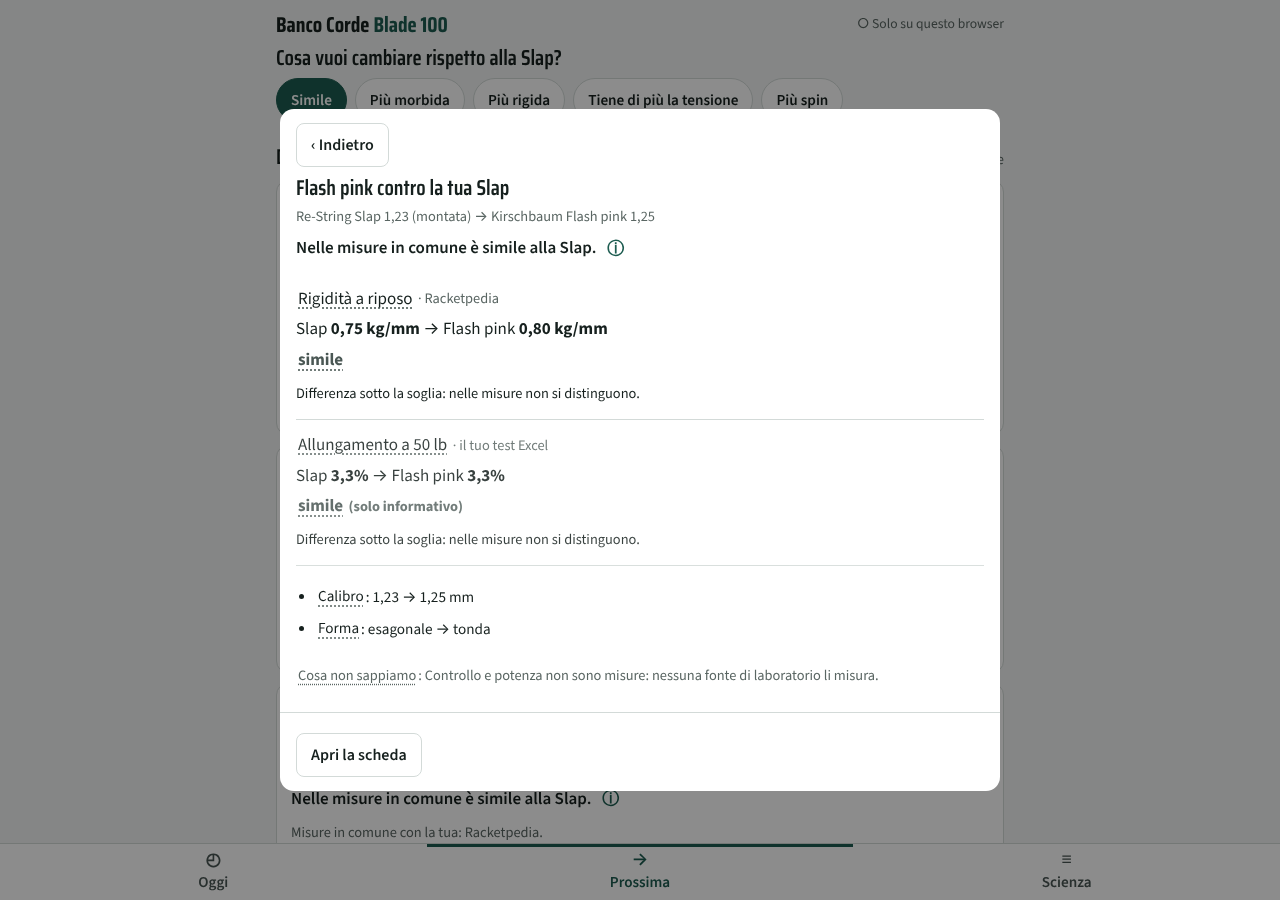 Banco Corde Blade 100
Solo su questo browser
Cosa vuoi cambiare rispetto alla Slap?
Simile
Più morbida
Più rigida
Tiene di più la tensione
Più spin
‹ Indietro
Flash pink contro la tua Slap
Re-String Slap 1,23 (montata) → Kirschbaum Flash pink 1,25
Nelle misure in comune è simile alla Slap. ⓘ
Rigidità a riposo · Racketpedia
Slap 0,75 kg/mm → Flash pink 0,80 kg/mm
simile
Differenza sotto la soglia: nelle misure non si distinguono.
Allungamento a 50 lb · il tuo test Excel
Slap 3,3% → Flash pink 3,3%
simile (solo informativo)
Differenza sotto la soglia: nelle misure non si distinguono.
• Calibro: 1,23 → 1,25 mm
• Forma: esagonale → tonda
Cosa non sappiamo: Controllo e potenza non sono misure: nessuna fonte di laboratorio li misura.
Apri la scheda
Nelle misure in comune è simile alla Slap. ⓘ
Misure in comune con la tua: Racketpedia.
Oggi
→
Prossima
≡
Scienza